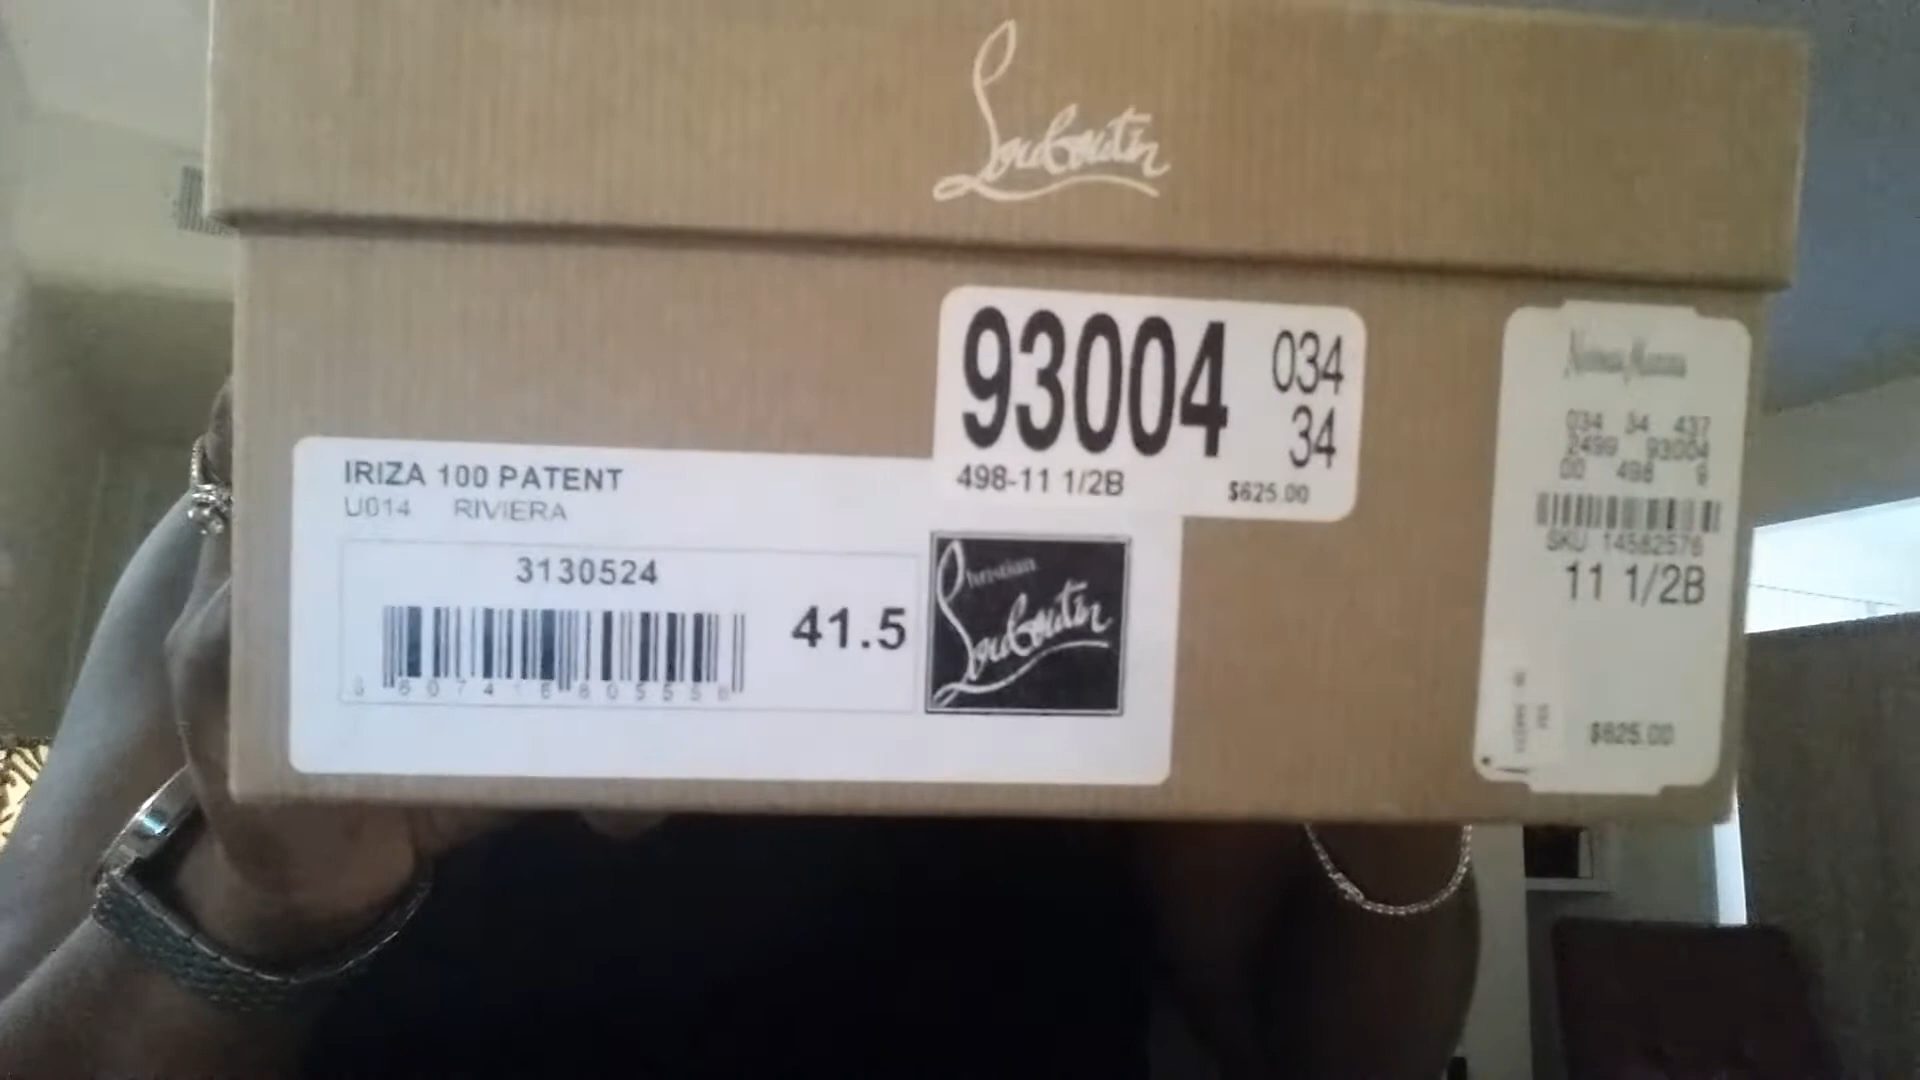 Louboutin
93004 034
34
498-11 1/2B $625.00
IRIZA 100 PATENT
U014 RIVIERA
3130524
41.5
Christian
Louboutin
Neiman Marcus
034 34 437
2499 93004
00 498
SKU 14582576
11 1/2B
$625.00